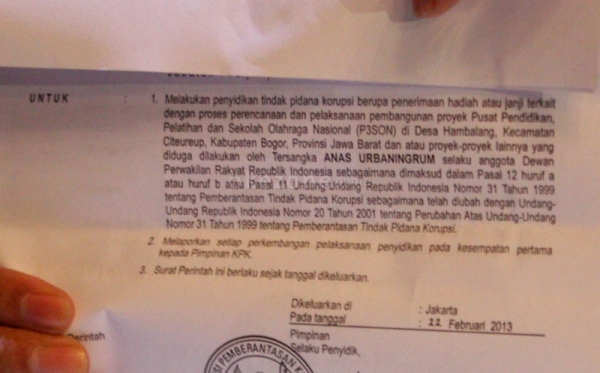 UNTUK : 1. Melakukan penyidikan tindak pidana korupsi berupa penerimaan hadiah atau janji terkait
dengan proses perencanaan dan pelaksanaan pembangunan proyek Pusat Pendidikan,
Pelatihan dan Sekolah Olahraga Nasional (P3SON) di Desa Hambalang, Kecamatan
Citeureup, Kabupaten Bogor, Provinsi Jawa Barat dan atau proyek-proyek lainnya yang
diduga dilakukan oleh Tersangka ANAS URBANINGRUM selaku anggota Dewan
Perwakilan Rakyat Republik Indonesia sebagaimana dimaksud dalam Pasal 12 huruf a
atau huruf b atau Pasal 11 Undang-Undang Republik Indonesia Nomor 31 Tahun 1999
tentang Pemberantasan Tindak Pidana Korupsi sebagaimana telah diubah dengan Undang-
Undang Republik Indonesia Nomor 20 Tahun 2001 tentang Perubahan Atas Undang-Undang
Nomor 31 Tahun 1999 tentang Pemberantasan Tindak Pidana Korupsi.
2. Melaporkan setiap perkembangan pelaksanaan penyidikan pada kesempatan pertama
kepada Pimpinan KPK.
3. Surat Perintah ini berlaku sejak tanggal dikeluarkan.
Dikeluarkan di : Jakarta
Pada tanggal : 22 Februari 2013
Perintah
Pimpinan
Selaku Penyidik,
PEMBERANTASAN K